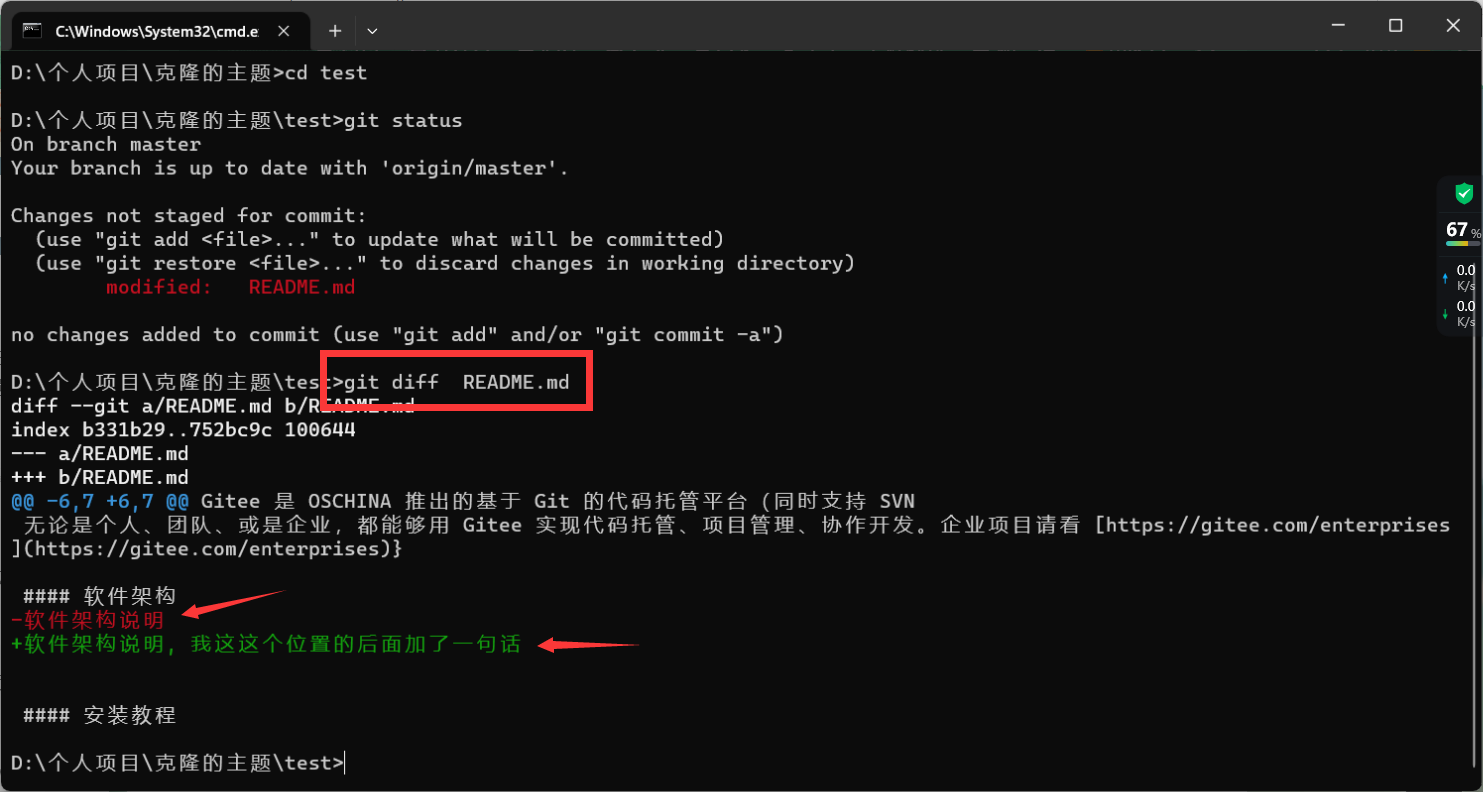 C:\Windows\System32\cmd.e
D:\个人项目\克隆的主题>cd test
D:\个人项目\克隆的主题\test>git status
On branch master
Your branch is up to date with 'origin/master'.
Changes not staged for commit:
(use "git add <file>..." to update what will be committed)
(use "git restore <file>..." to discard changes in working directory)
modified:   README.md
no changes added to commit (use "git add" and/or "git commit -a")
D:\个人项目\克隆的主题\test>git diff  README.md
diff --git a/README.md b/README.md
index b331b29..752bc9c 100644
--- a/README.md
+++ b/README.md
@@ -6,7 +6,7 @@ Gitee 是 OSCHINA 推出的基于 Git 的代码托管平台（同时支持 SVN
无论是个人、团队、或是企业，都能够用 Gitee 实现代码托管、项目管理、协作开发。企业项目请看 [https://gitee.com/enterprises
](https://gitee.com/enterprises)}
#### 软件架构
-软件架构说明
+软件架构说明，我这这个位置的后面加了一句话
#### 安装教程
D:\个人项目\克隆的主题\test>
67%
0.0
K/s
0.0
K/s